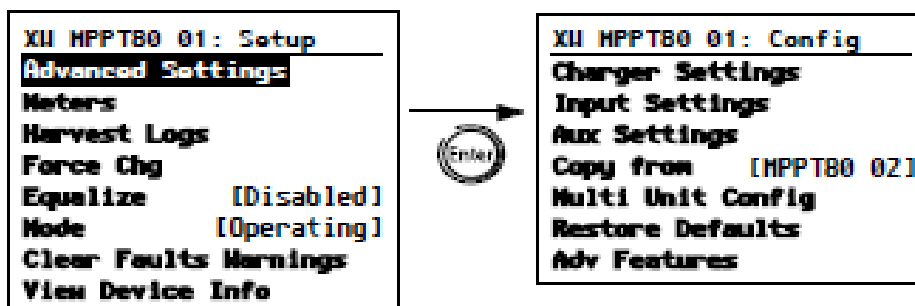 XW MPPT80 01: Setup
Advanced Settings
Meters
Harvest Logs
Force Chg
Equalize [Disabled]
Mode [Operating]
Clear Faults Warnings
View Device Info
Enter
XW MPPT80 01: Config
Charger Settings
Input Settings
Aux Settings
Copy from [MPPT80 02]
Multi Unit Config
Restore Defaults
Adv Features